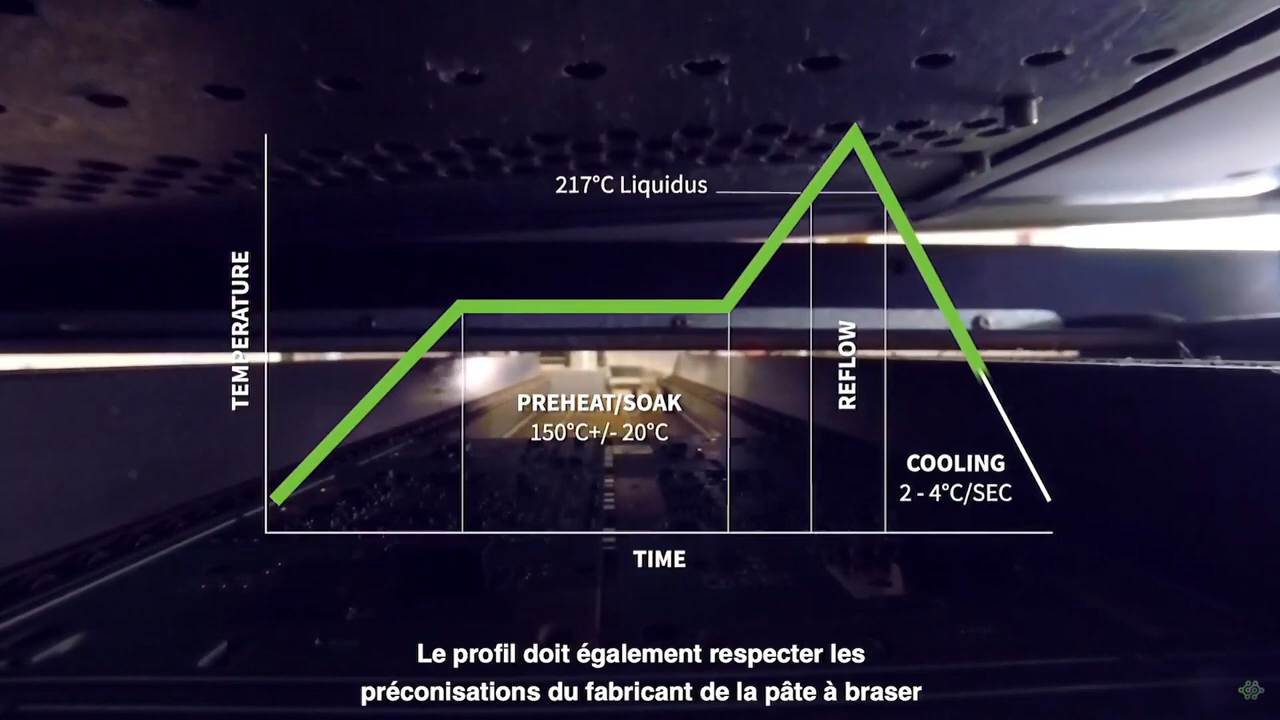 217°C Liquidus
TEMPERATURE
REFLOW
PREHEAT/SOAK
150°C+/- 20°C
COOLING
2 - 4°C/SEC
TIME
Le profil doit également respecter les
préconisations du fabricant de la pâte à braser